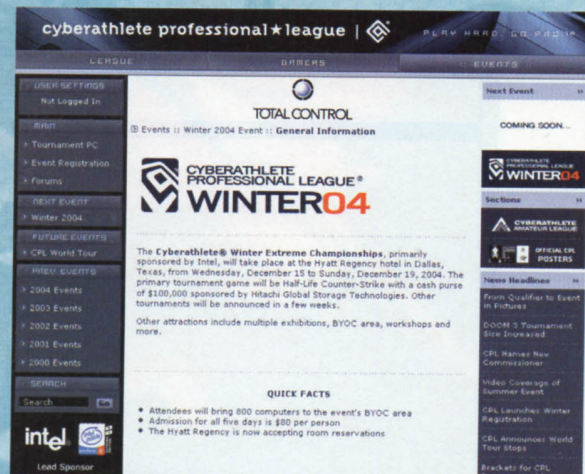 cyberathlete professional★league
PLAY HARD. GO PRO!®
LEAGUE
GAMERS
EVENTS
USER SETTINGS
Not Logged In
MAIN
› Tournament PC
› Event Registration
› Forums
NEXT EVENT
› Winter 2004
FUTURE EVENTS
› CPL World Tour
PREV. EVENTS
› 2004 Events
› 2003 Events
› 2002 Events
› 2001 Events
› 2000 Events
SEARCH
Search
Go
intel
Lead Sponsor
TOTAL CONTROL
Events :: Winter 2004 Event :: General Information
CYBERATHLETE
PROFESSIONAL LEAGUE®
WINTER04
The Cyberathlete® Winter Extreme Championships, primarily
sponsored by Intel, will take place at the Hyatt Regency hotel in Dallas,
Texas, from Wednesday, December 15 to Sunday, December 19, 2004. The
primary tournament game will be Half-Life Counter-Strike with a cash purse
of $100,000 sponsored by Hitachi Global Storage Technologies. Other
tournaments will be announced in a few weeks.
Other attractions include multiple exhibitions, BYOC area, workshops and
more.
QUICK FACTS
Attendees will bring 800 computers to the event's BYOC area
Admission for all five days is $80 per person
The Hyatt Regency is now accepting room reservations
Next Event
COMING SOON...
CYBERATHLETE
PROFESSIONAL LEAGUE
WINTER04
Sections
CYBERATHLETE
AMATEUR LEAGUE
OFFICIAL CPL
POSTERS
News Headlines
From Qualifier to Event
in Pictures
DOOM 3 Tournament
Size Increased
CPL Names New
Commissioner
Video Coverage of
Summer Event
CPL Launches Winter
Registration
CPL Announces World
Tour Stops
Brackets for CPL